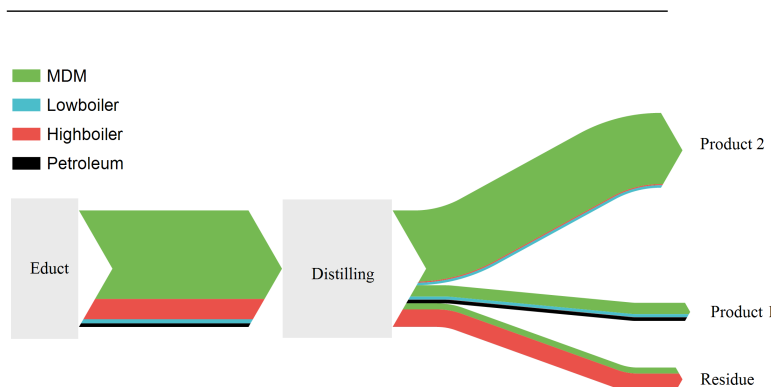 MDM
Lowboiler
Highboiler
Petroleum
Product 2
Educt
Distilling
Product 1
Residue